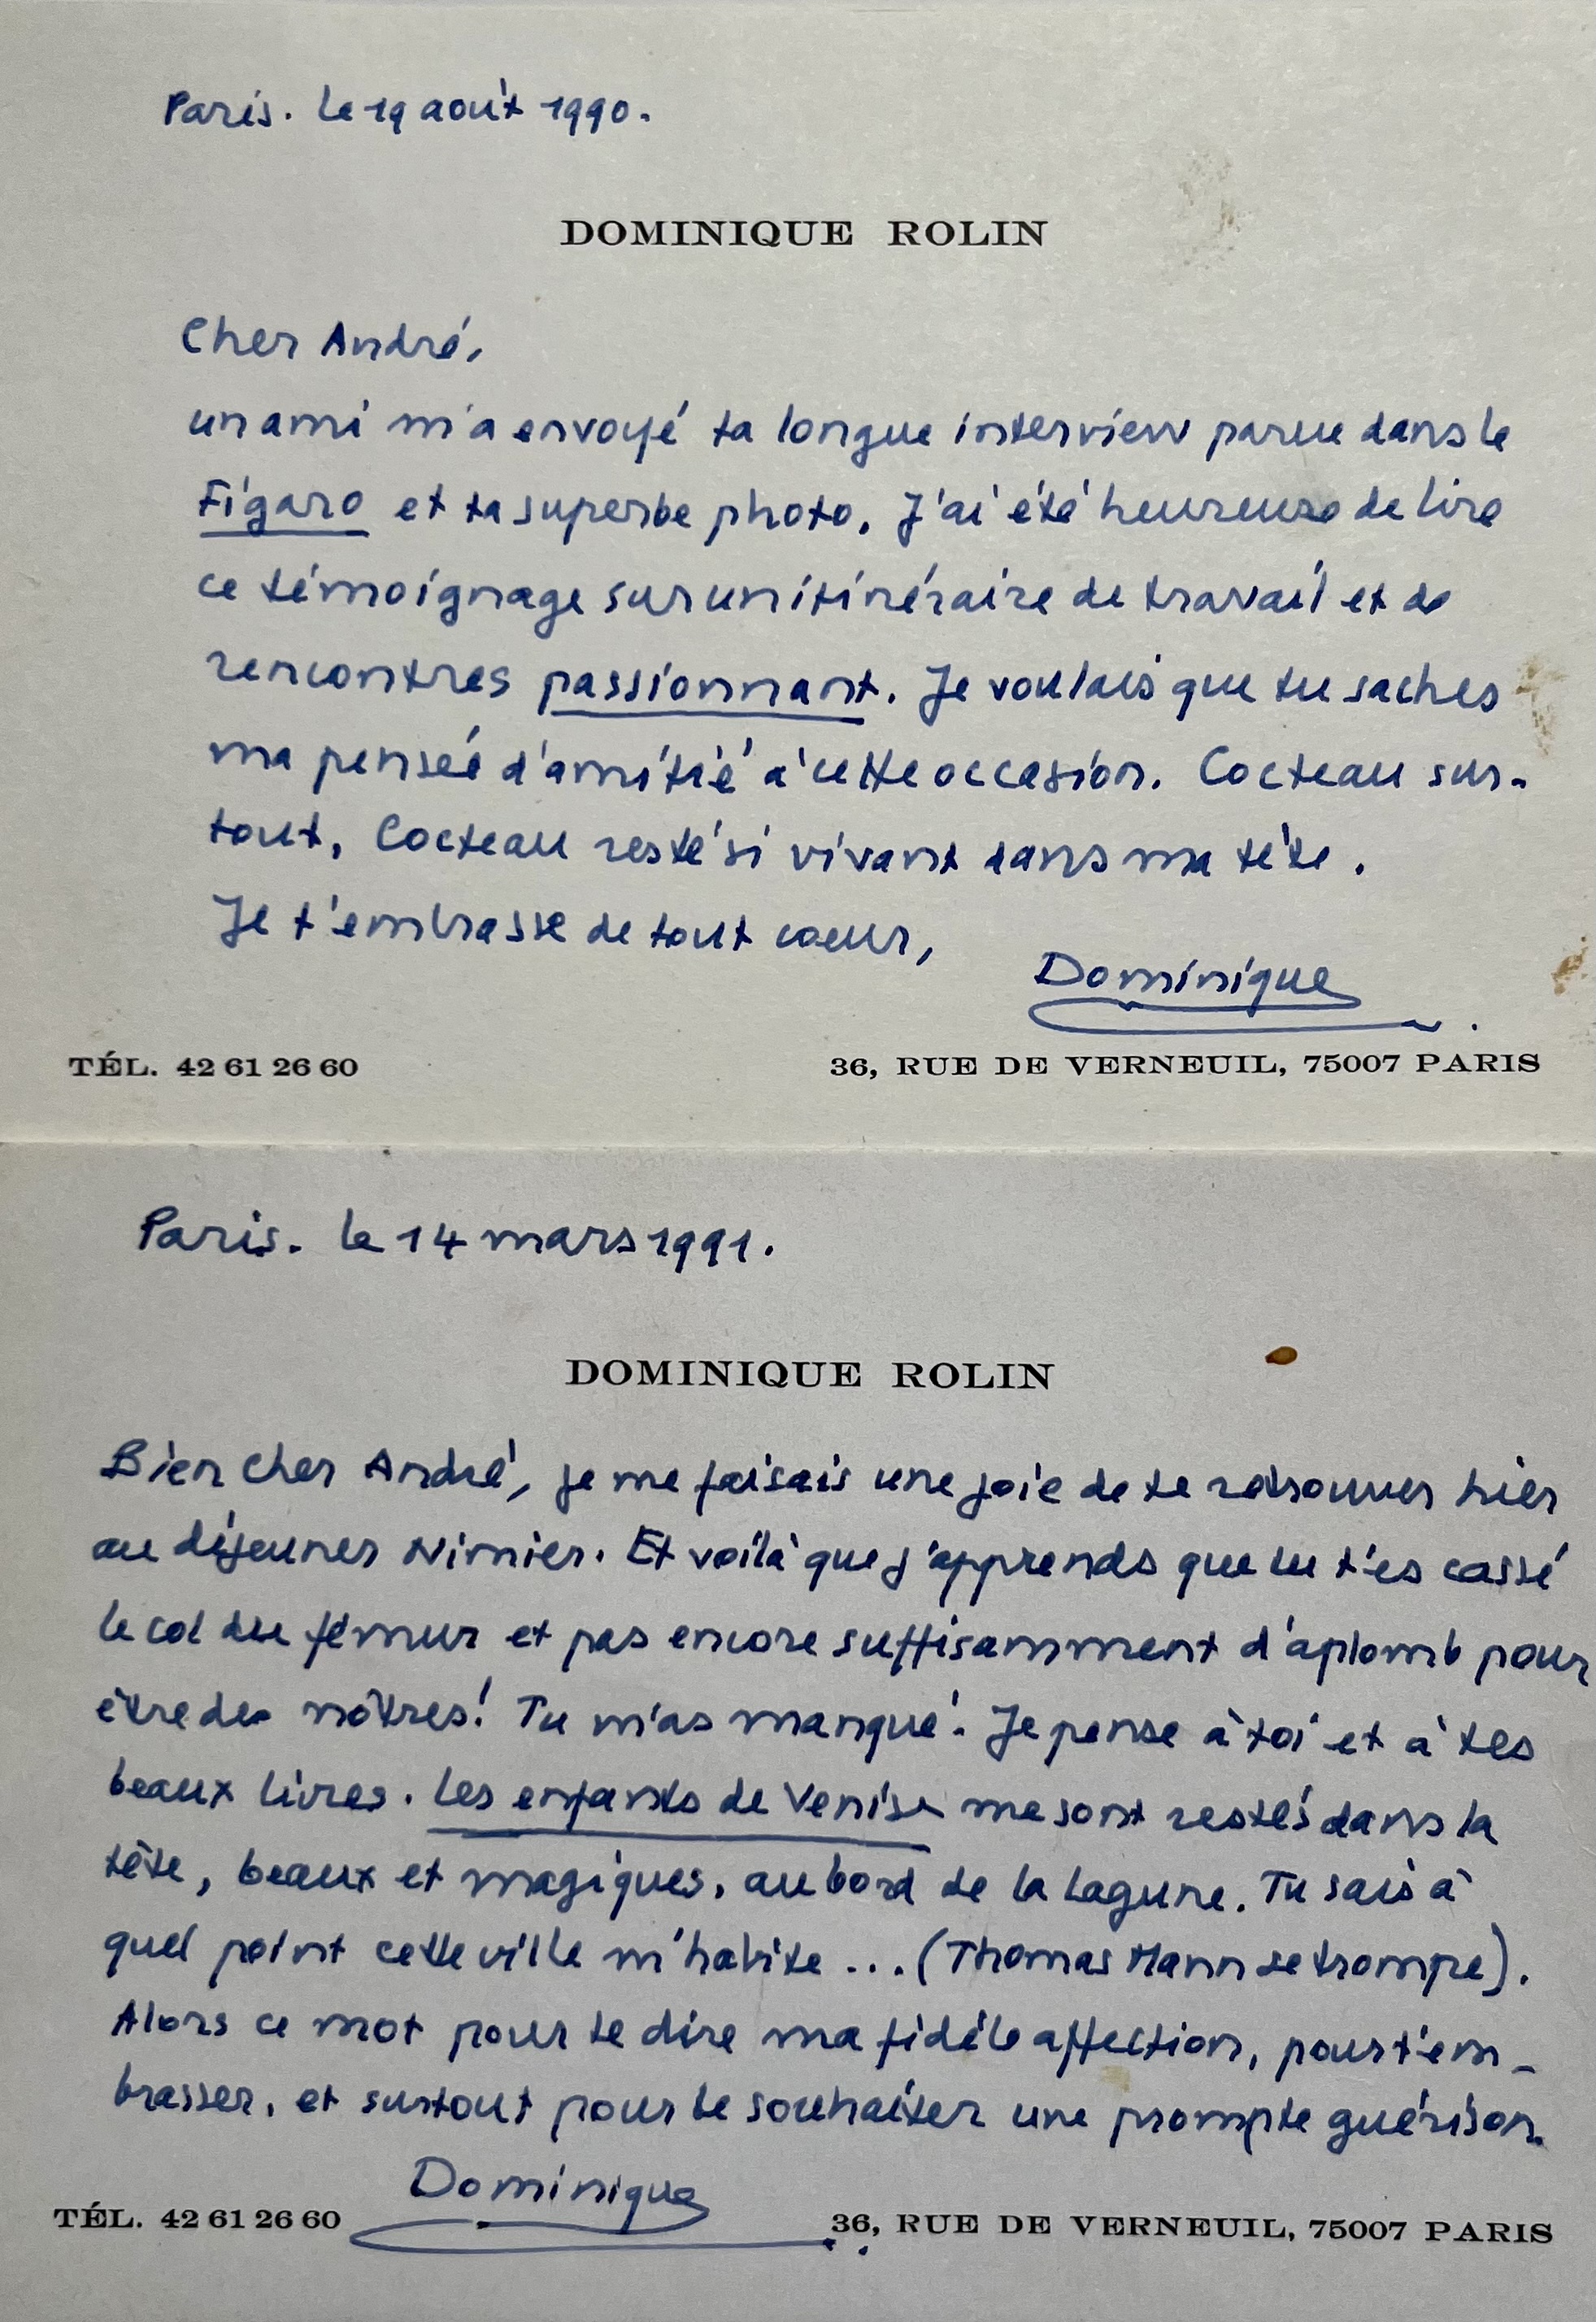 Paris. Le 19 août 1990.
DOMINIQUE ROLIN
Cher André,
un ami m'a envoyé ta longue interview parue dans le
Figaro et ta superbe photo. J'ai été heureuse de lire
ce témoignage sur un itinéraire de travail et de
rencontres passionnant. Je voulais que tu saches
ma pensée d'amitié à cette occasion. Cocteau sur-
tout, Cocteau resté si vivant dans ma tête.
Je t'embrasse de tout coeur,
Dominique
TÉL. 42 61 26 60 36, RUE DE VERNEUIL, 75007 PARIS
Paris. le 14 mars 1991.
DOMINIQUE ROLIN
Bien cher André, je me faisais une joie de te retrouver hier
au déjeuner Nimier. Et voilà que j'apprends que tu t'es cassé
le col du fémur et pas encore suffisamment d'aplomb pour
être des nôtres! Tu m'as manqué. Je pense à toi et à tes
beaux livres. Les enfants de Venise me sont restés dans la
tête, beaux et magiques, au bord de la lagune. Tu sais à
quel point cette ville m'habite ... (Thomas Mann se trompe).
Alors ce mot pour te dire ma fidèle affection, pour t'em-
brasser, et surtout pour te souhaiter une prompte guérison.
Dominique
TÉL. 42 61 26 60 36, RUE DE VERNEUIL, 75007 PARIS